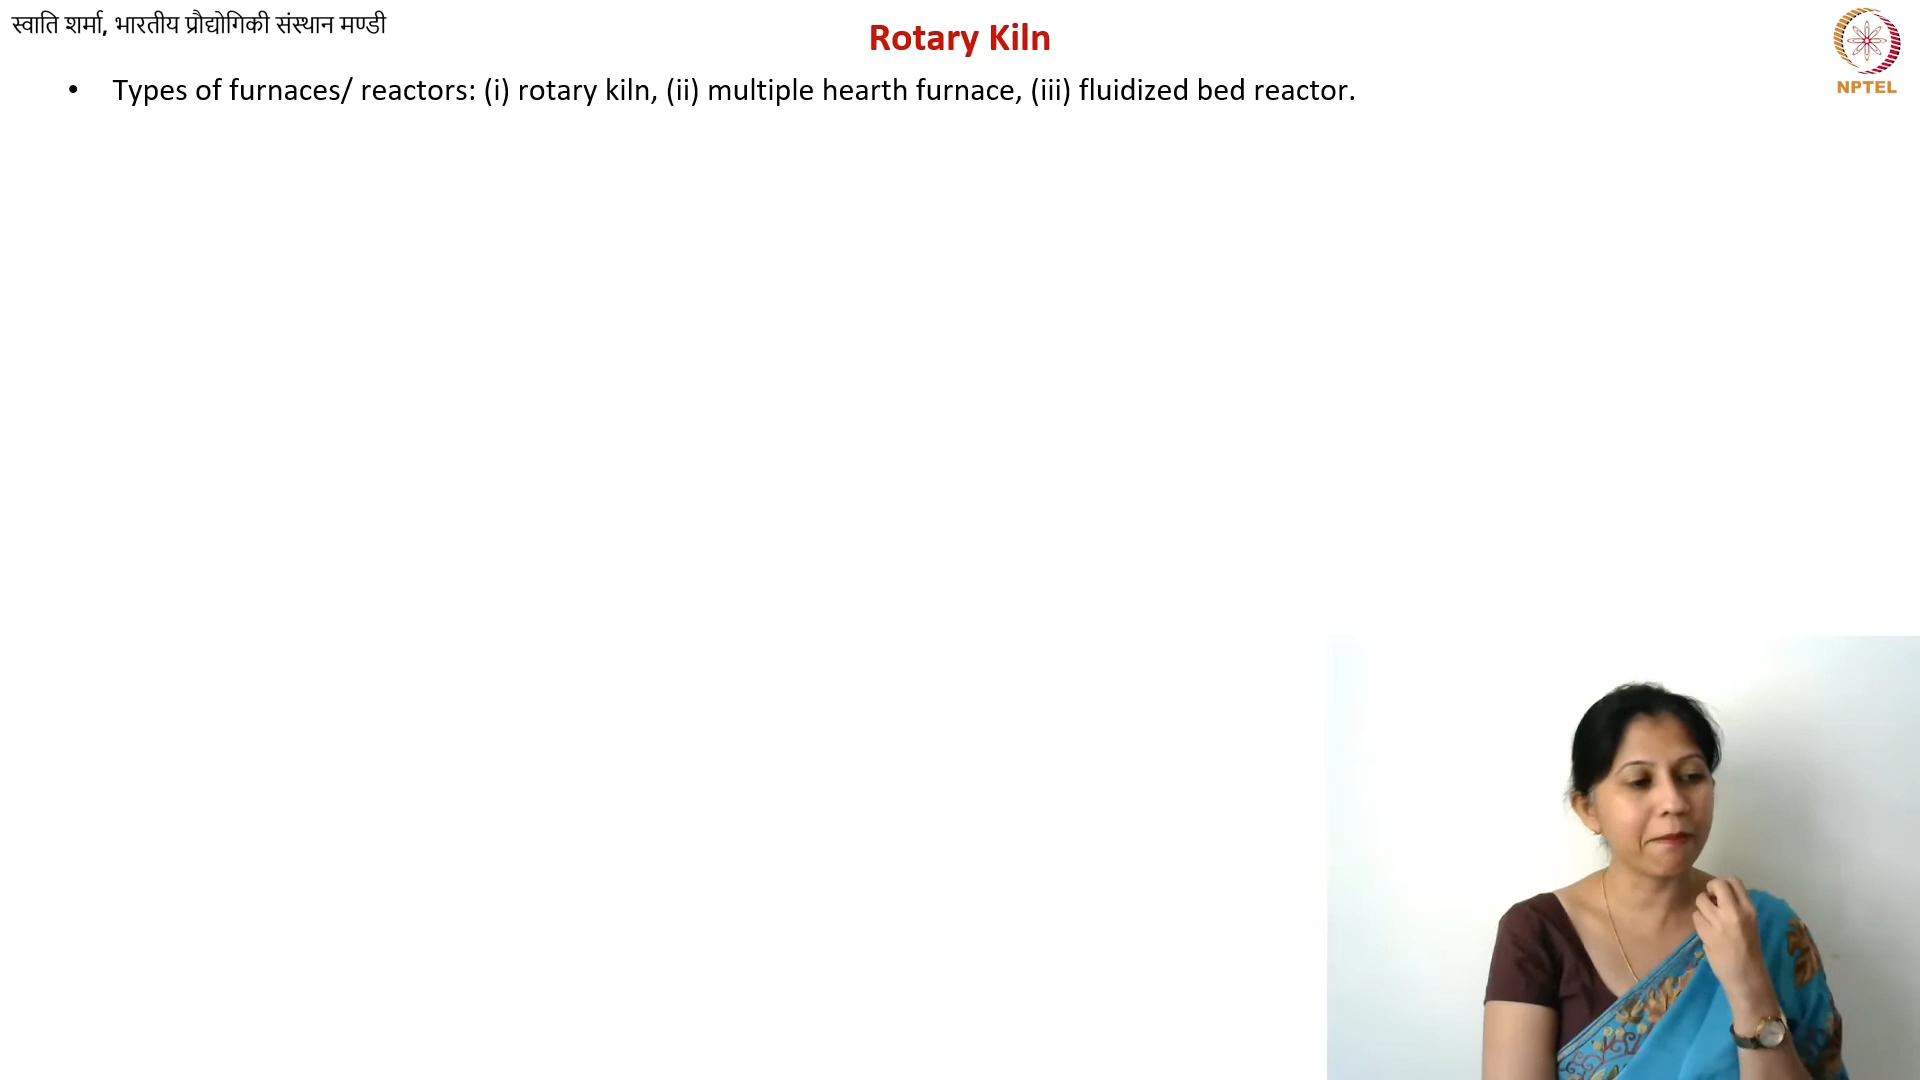 स्वाति शर्मा, भारतीय प्रौद्योगिकी संस्थान मण्डी
Rotary Kiln
NPTEL
• Types of furnaces/ reactors: (i) rotary kiln, (ii) multiple hearth furnace, (iii) fluidized bed reactor.